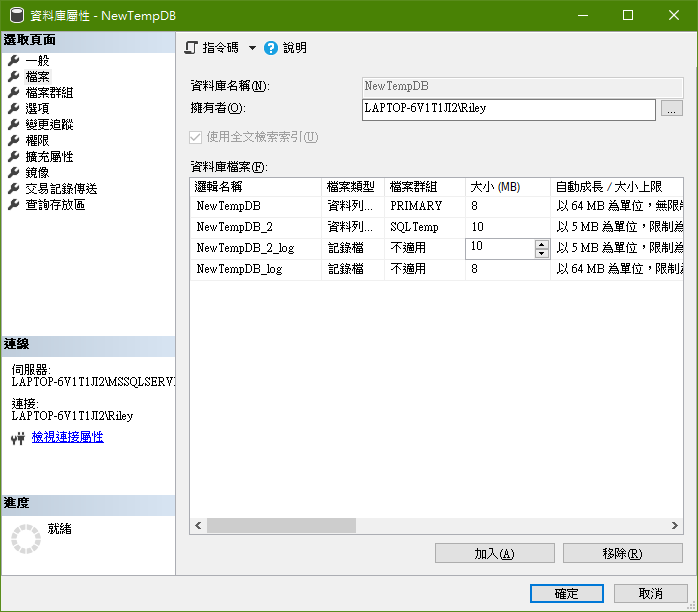 資料庫屬性 - NewTempDB
選取頁面
一般
檔案
檔案群組
選項
變更追蹤
權限
擴充屬性
鏡像
交易記錄傳送
查詢存放區
連線
伺服器:
LAPTOP-6V1T1JI2\MSSQLSERV
連接:
LAPTOP-6V1T1JI2\Riley
檢視連接屬性
進度
就緒
指令碼 ? 說明
資料庫名稱(N): NewTempDB
擁有者(O): LAPTOP-6V1T1JI2\Riley ...
使用全文檢索索引(U)
資料庫檔案(F):
邏輯名稱 檔案類型 檔案群組 大小 (MB) 自動成長 / 大小上限
NewTempDB 資料列... PRIMARY 8 以 64 MB 為單位，無限制
NewTempDB_2 資料列... SQLTemp 10 以 5 MB 為單位，限制為
NewTempDB_2_log 記錄檔 不適用 10 以 5 MB 為單位，限制為
NewTempDB_log 記錄檔 不適用 8 以 64 MB 為單位，限制為
加入(A) 移除(R)
確定 取消